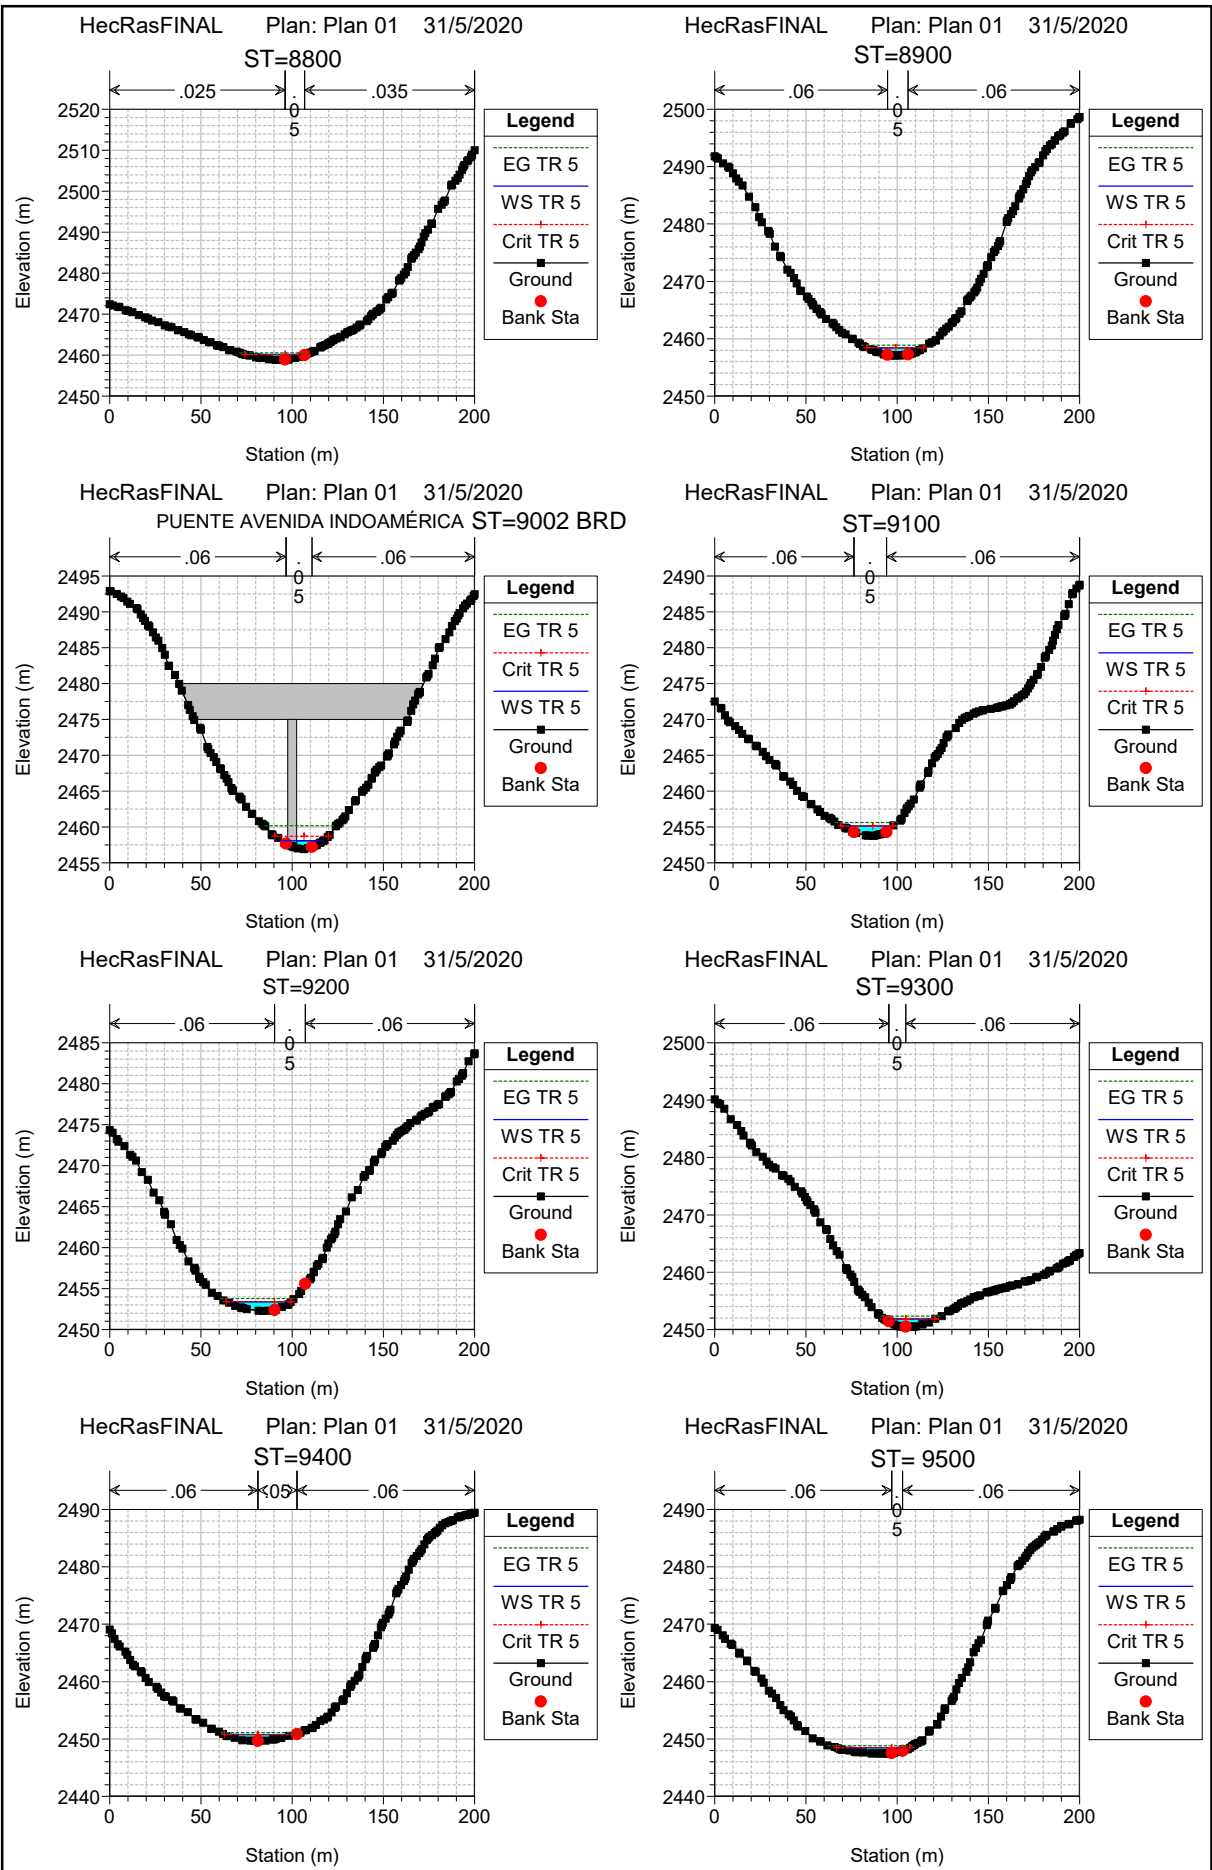 HecRasFINAL Plan: Plan 01 31/5/2020
ST=8800
.025 .05 .035
2520
2510
2500
2490
2480
2470
2460
2450
0 50 100 150 200
Station (m)
Elevation (m)
Legend
EG TR 5
WS TR 5
Crit TR 5
Ground
Bank Sta
HecRasFINAL Plan: Plan 01 31/5/2020
ST=8900
.06 .05 .06
2500
2490
2480
2470
2460
2450
0 50 100 150 200
Station (m)
Elevation (m)
Legend
EG TR 5
WS TR 5
Crit TR 5
Ground
Bank Sta
HecRasFINAL Plan: Plan 01 31/5/2020
PUENTE AVENIDA INDOAMÉRICA ST=9002 BRD
.06 .05 .06
2495
2490
2485
2480
2475
2470
2465
2460
2455
0 50 100 150 200
Station (m)
Elevation (m)
Legend
EG TR 5
Crit TR 5
WS TR 5
Ground
Bank Sta
HecRasFINAL Plan: Plan 01 31/5/2020
ST=9100
.06 .05 .06
2490
2485
2480
2475
2470
2465
2460
2455
2450
0 50 100 150 200
Station (m)
Elevation (m)
Legend
EG TR 5
WS TR 5
Crit TR 5
Ground
Bank Sta
HecRasFINAL Plan: Plan 01 31/5/2020
ST=9200
.06 .05 .06
2485
2480
2475
2470
2465
2460
2455
2450
0 50 100 150 200
Station (m)
Elevation (m)
Legend
EG TR 5
WS TR 5
Crit TR 5
Ground
Bank Sta
HecRasFINAL Plan: Plan 01 31/5/2020
ST=9300
.06 .05 .06
2500
2490
2480
2470
2460
2450
0 50 100 150 200
Station (m)
Elevation (m)
Legend
EG TR 5
WS TR 5
Crit TR 5
Ground
Bank Sta
HecRasFINAL Plan: Plan 01 31/5/2020
ST=9400
.06 .05 .06
2490
2480
2470
2460
2450
2440
0 50 100 150 200
Station (m)
Elevation (m)
Legend
EG TR 5
WS TR 5
Crit TR 5
Ground
Bank Sta
HecRasFINAL Plan: Plan 01 31/5/2020
ST= 9500
.06 .05 .06
2490
2480
2470
2460
2450
2440
0 50 100 150 200
Station (m)
Elevation (m)
Legend
EG TR 5
WS TR 5
Crit TR 5
Ground
Bank Sta